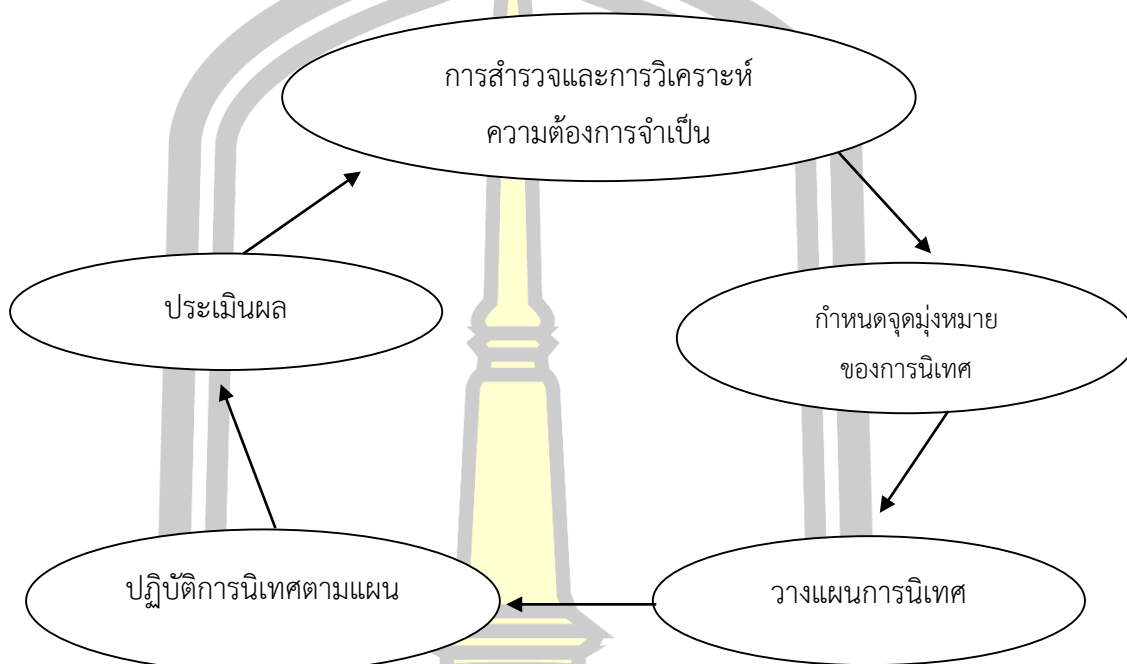 การสำรวจและการวิเคราะห์
ความต้องการจำเป็น
กำหนดจุดมุ่งหมาย
ของการนิเทศ
วางแผนการนิเทศ
ปฏิบัติการนิเทศตามแผน
ประเมินผล